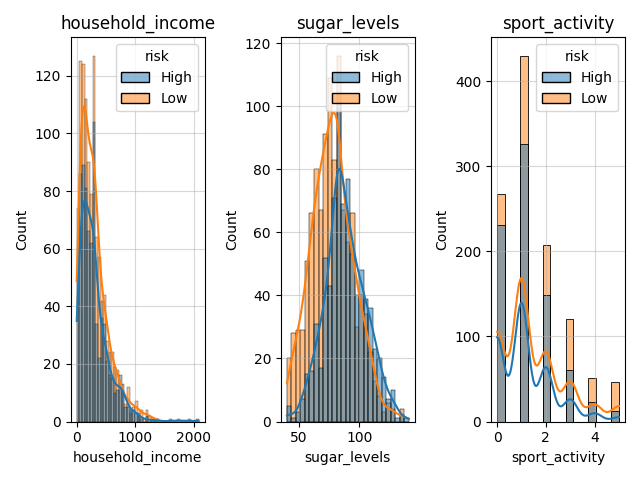 household_income
risk
High
Low
Count
0
20
40
60
80
100
120
0
1000
2000
household_income
sugar_levels
risk
High
Low
Count
0
20
40
60
80
100
120
50
100
sugar_levels
sport_activity
risk
High
Low
Count
0
100
200
300
400
0
2
4
sport_activity